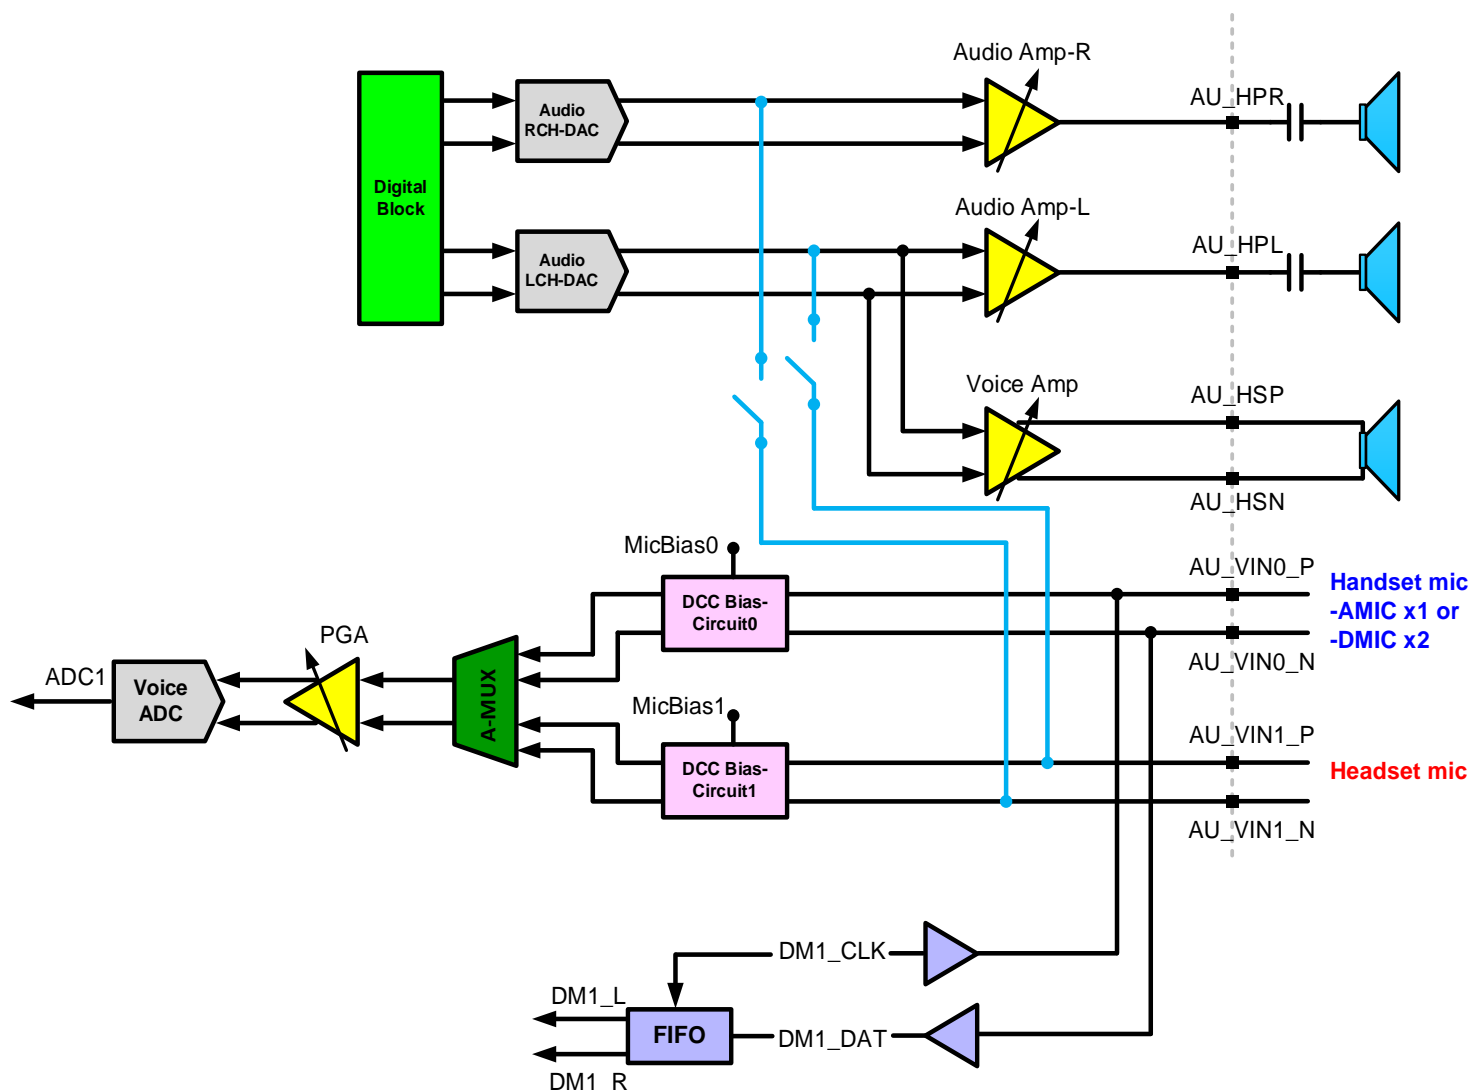 Audio Amp-R
AU_HPR
Audio
RCH-DAC
Digital
Block
Audio Amp-L
AU_HPL
Audio
LCH-DAC
Voice Amp
AU_HSP
AU_HSN
MicBias0
AU_VIN0_P
DCC Bias-
Circuit0
Handset mic
-AMIC x1 or
-DMIC x2
AU_VIN0_N
PGA
ADC1
Voice
ADC
A-MUX
MicBias1
AU_VIN1_P
DCC Bias-
Circuit1
Headset mic
AU_VIN1_N
DM1_CLK
DM1_L
FIFO
DM1_DAT
DM1_R